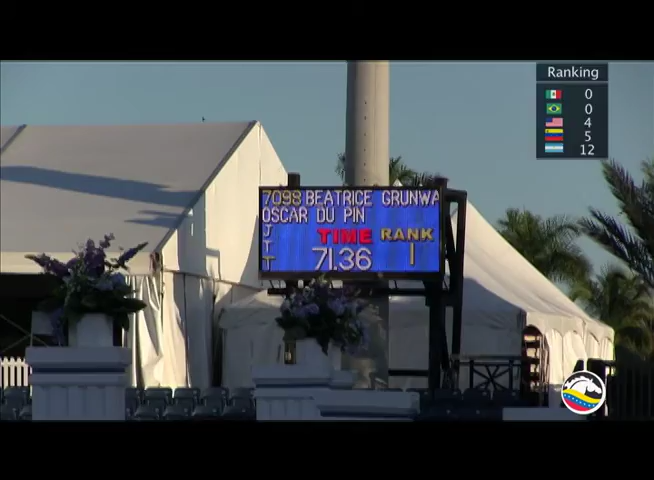 Ranking
0
0
4
5
12
7098 BEATRICE GRUNWA
OSCAR DU PIN
J
T TIME RANK
T 71.36 1